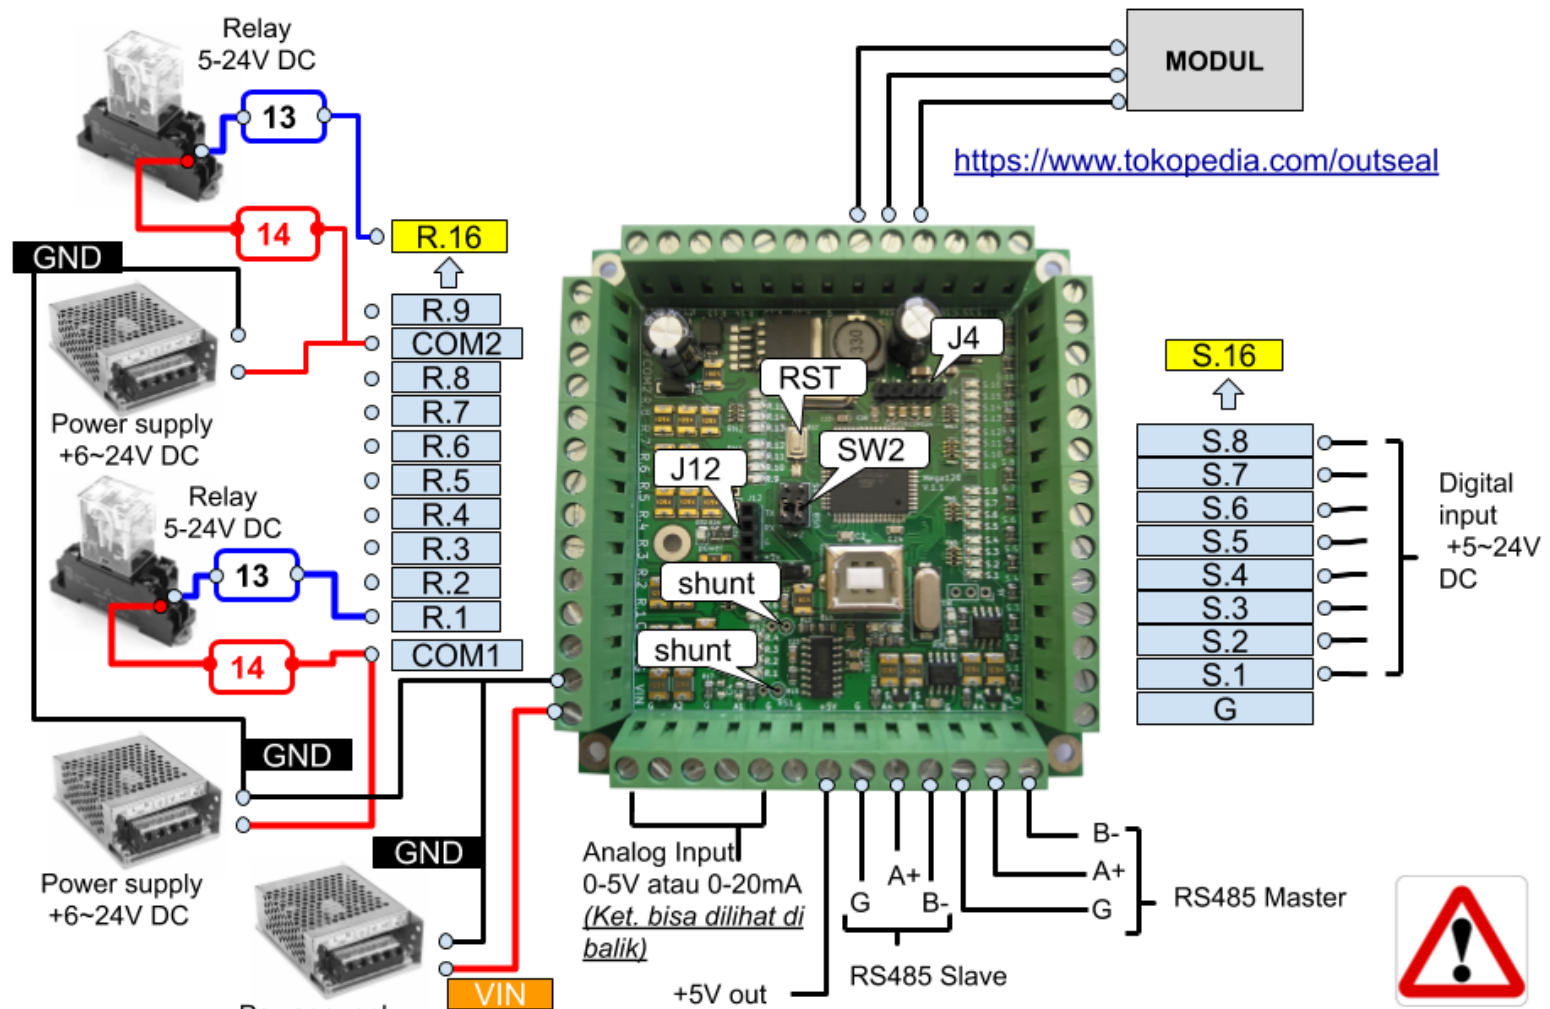 Relay
5-24V DC
13
14
GND
R.16
R.9
COM2
R.8
R.7
R.6
R.5
R.4
R.3
R.2
R.1
COM1
Power supply
+6~24V DC
Relay
5-24V DC
13
14
GND
Power supply
+6~24V DC
GND
VIN
MODUL
https://www.tokopedia.com/outseal
J4
RST
SW2
J12
shunt
shunt
S.16
S.8
S.7
S.6
S.5
S.4
S.3
S.2
S.1
G
Digital
input
+5~24V
DC
Analog Input
0-5V atau 0-20mA
(Ket. bisa dilihat di
balik)
+5V out
G
A+
B-
RS485 Slave
B-
A+
G
RS485 Master